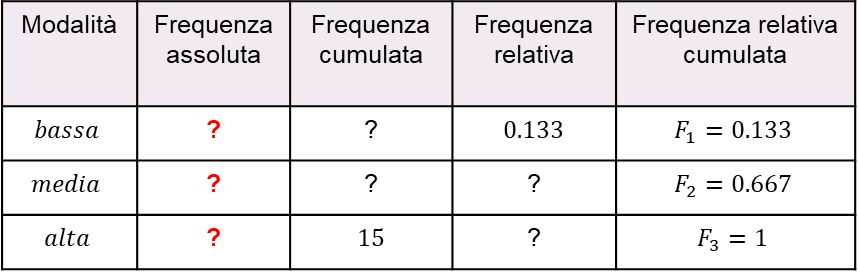 Modalità Frequenza assoluta Frequenza cumulata Frequenza relativa Frequenza relativa cumulata
bassa ? ? 0.133 F₁ = 0.133
media ? ? ? F₂ = 0.667
alta ? 15 ? F₃ = 1